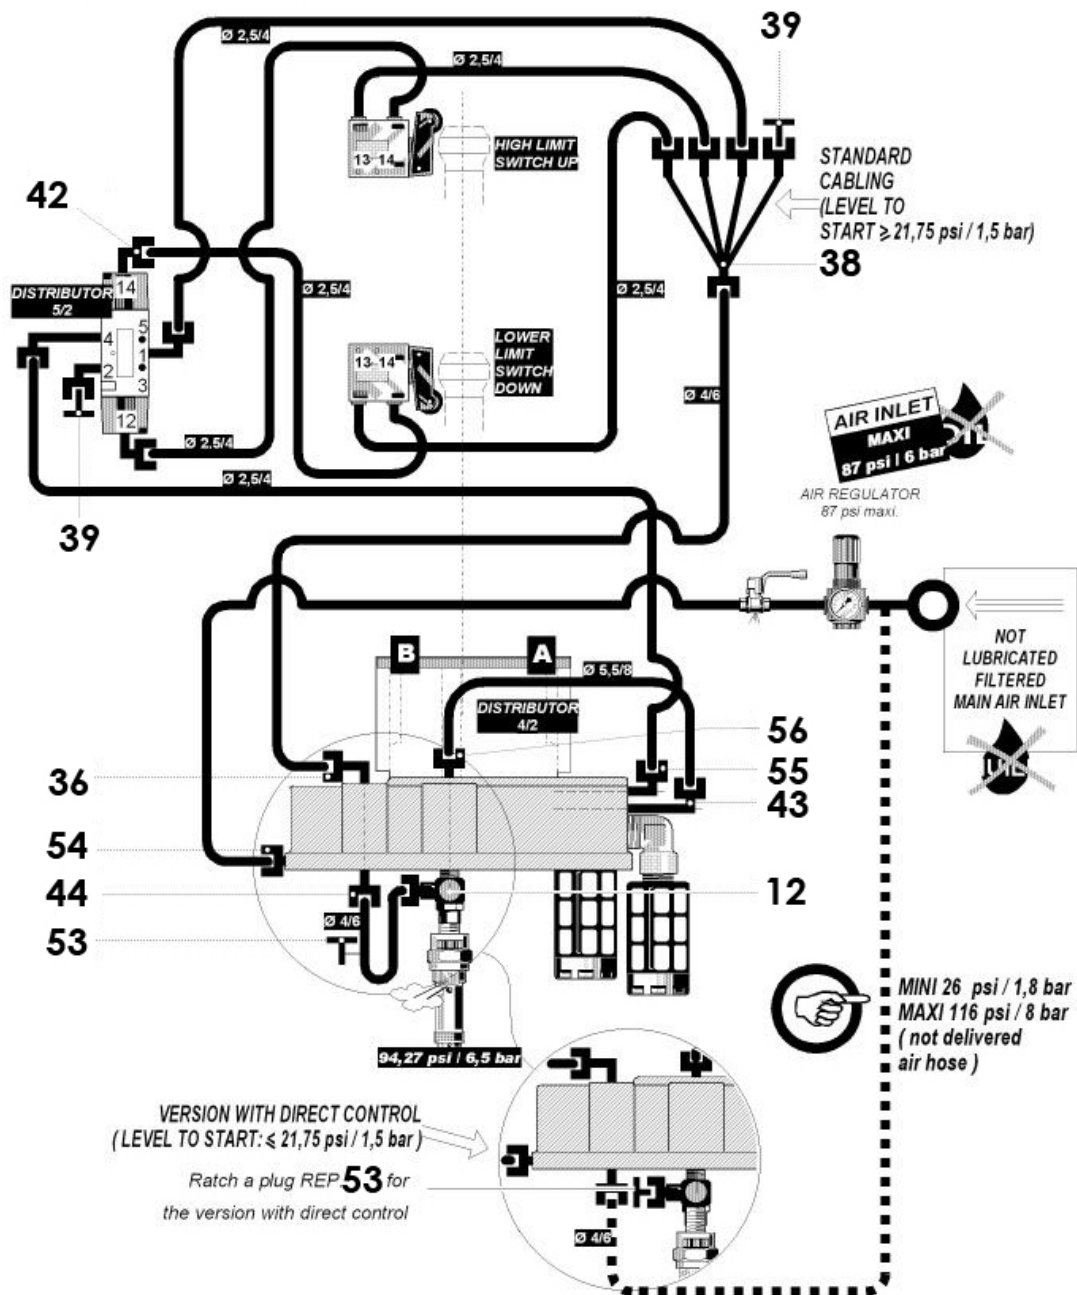 39
Ø 2,5/4
Ø 2,5/4
HIGH LIMIT
SWITCH UP
13 14
STANDARD
CABLING
(LEVEL TO
START ≥ 21,75 psi / 1,5 bar)
42
38
14
DISTRIBUTOR
5/2
Ø 2,5/4
Ø 2,5/4
5
4
1
2
3
12
LOWER
LIMIT
SWITCH
DOWN
13 14
Ø 4/6
AIR INLET
MAXI
87 psi / 6 bar
Ø 2,5/4
Ø 2,5/4
AIR REGULATOR
87 psi maxi.
39
NOT
LUBRICATED
FILTERED
MAIN AIR INLET
B
A
Ø 5,5/8
DISTRIBUTOR
4/2
56
36
55
43
54
44
12
Ø 4/6
53
94,27 psi / 6,5 bar
MINI 26 psi / 1,8 bar
MAXI 116 psi / 8 bar
( not delivered
air hose )
VERSION WITH DIRECT CONTROL
( LEVEL TO START: ≤ 21,75 psi / 1,5 bar )
Ratch a plug REP. 53 for
the version with direct control
Ø 4/6